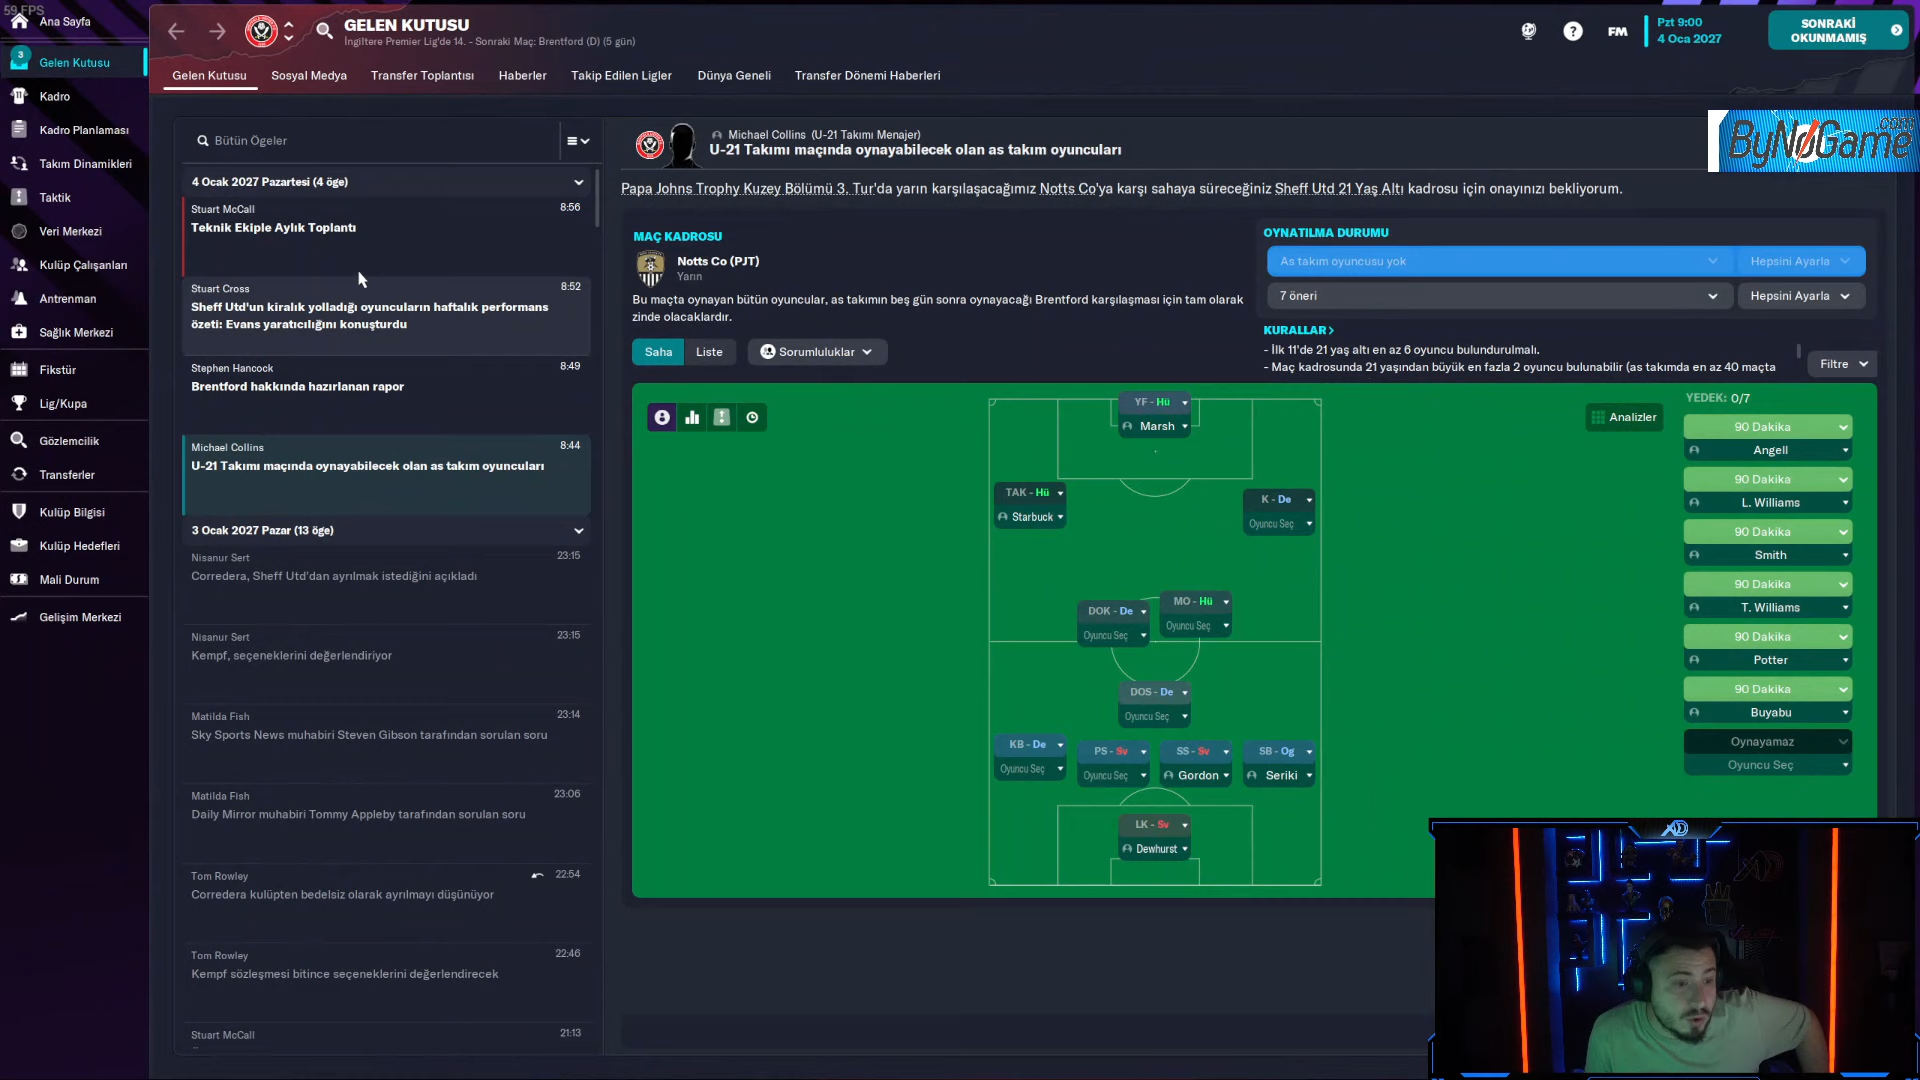 59 FPS
Ana Sayfa
3
Gelen Kutusu
Kadro
Kadro Planlaması
Takım Dinamikleri
Taktik
Veri Merkezi
Kulüp Çalışanları
Antrenman
Sağlık Merkezi
Fikstür
Lig/Kupa
Gözlemcilik
Transferler
Kulüp Bilgisi
Kulüp Hedefleri
Mali Durum
Gelişim Merkezi
GELEN KUTUSU
İngiltere Premier Lig'de 14. - Sonraki Maç: Brentford (D) (5 gün)
?
FM
Pzt 9:00
4 Oca 2027
SONRAKİ
OKUNMAMIŞ
Gelen Kutusu
Sosyal Medya
Transfer Toplantısı
Haberler
Takip Edilen Ligler
Dünya Geneli
Transfer Dönemi Haberleri
ByNoGame.com
Bütün Ögeler
4 Ocak 2027 Pazartesi (4 öge)
Stuart McCall 8:56
Teknik Ekiple Aylık Toplantı
Stuart Cross 8:52
Sheff Utd'un kiralık yolladığı oyuncuların haftalık performans
özeti: Evans yaratıcılığını konuşturdu
Stephen Hancock 8:49
Brentford hakkında hazırlanan rapor
Michael Collins 8:44
U-21 Takımı maçında oynayabilecek olan as takım oyuncuları
3 Ocak 2027 Pazar (13 öge)
Nisanur Sert 23:15
Corredera, Sheff Utd'dan ayrılmak istediğini açıkladı
Nisanur Sert 23:15
Kempf, seçeneklerini değerlendiriyor
Matilda Fish 23:14
Sky Sports News muhabiri Steven Gibson tarafından sorulan soru
Matilda Fish 23:06
Daily Mirror muhabiri Tommy Appleby tarafından sorulan soru
Tom Rowley 22:54
Corredera kulüpten bedelsiz olarak ayrılmayı düşünüyor
Tom Rowley 22:46
Kempf sözleşmesi bitince seçeneklerini değerlendirecek
Stuart McCall 21:13
Michael Collins (U-21 Takımı Menajer)
U-21 Takımı maçında oynayabilecek olan as takım oyuncuları
Papa Johns Trophy Kuzey Bölümü 3. Tur'da yarın karşılaşacağımız Notts Co'ya karşı sahaya süreceğiniz Sheff Utd 21 Yaş Altı kadrosu için onayınızı bekliyorum.
MAÇ KADROSU
Notts Co (PJT)
Yarın
Bu maçta oynayan bütün oyuncular, as takımın beş gün sonra oynayacağı Brentford karşılaşması için tam olarak
zinde olacaklardır.
Saha
Liste
Sorumluluklar
OYNATILMA DURUMU
As takım oyuncusu yok
Hepsini Ayarla
7 öneri
Hepsini Ayarla
KURALLAR>
- İlk 11'de 21 yaş altı en az 6 oyuncu bulundurulmalı.
- Maç kadrosunda 21 yaşından büyük en fazla 2 oyuncu bulunabilir (as takımda en az 40 maçta
Filtre
Analizler
YF - Hü
Marsh
TAK - Hü
Starbuck
K - De
Oyuncu Seç
DOK - De
Oyuncu Seç
MO - Hü
Oyuncu Seç
DOS - De
Oyuncu Seç
KB - De
Oyuncu Seç
PS - Sv
Oyuncu Seç
SS - Sv
Gordon
SB - Og
Seriki
LK - Sv
Dewhurst
YEDEK: 0/7
90 Dakika
Angell
90 Dakika
L. Williams
90 Dakika
Smith
90 Dakika
T. Williams
90 Dakika
Potter
90 Dakika
Buyabu
Oynayamaz
Oyuncu Seç